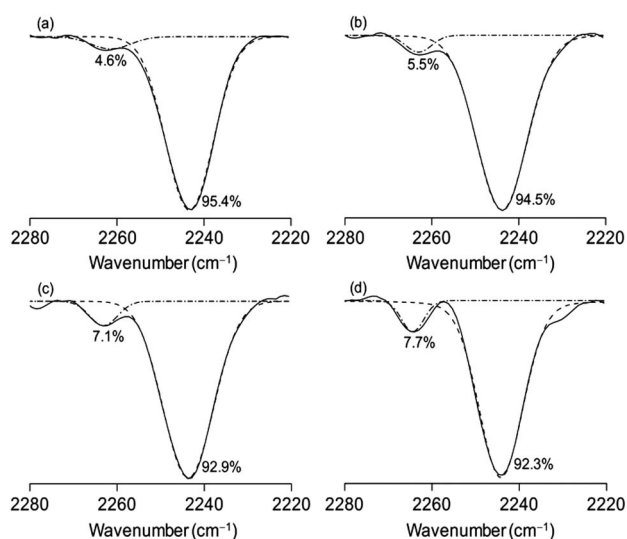 (a)
4.6%
95.4%
2280 2260 2240 2220
Wavenumber (cm⁻¹)
(b)
5.5%
94.5%
2280 2260 2240 2220
Wavenumber (cm⁻¹)
(c)
7.1%
92.9%
2280 2260 2240 2220
Wavenumber (cm⁻¹)
(d)
7.7%
92.3%
2280 2260 2240 2220
Wavenumber (cm⁻¹)